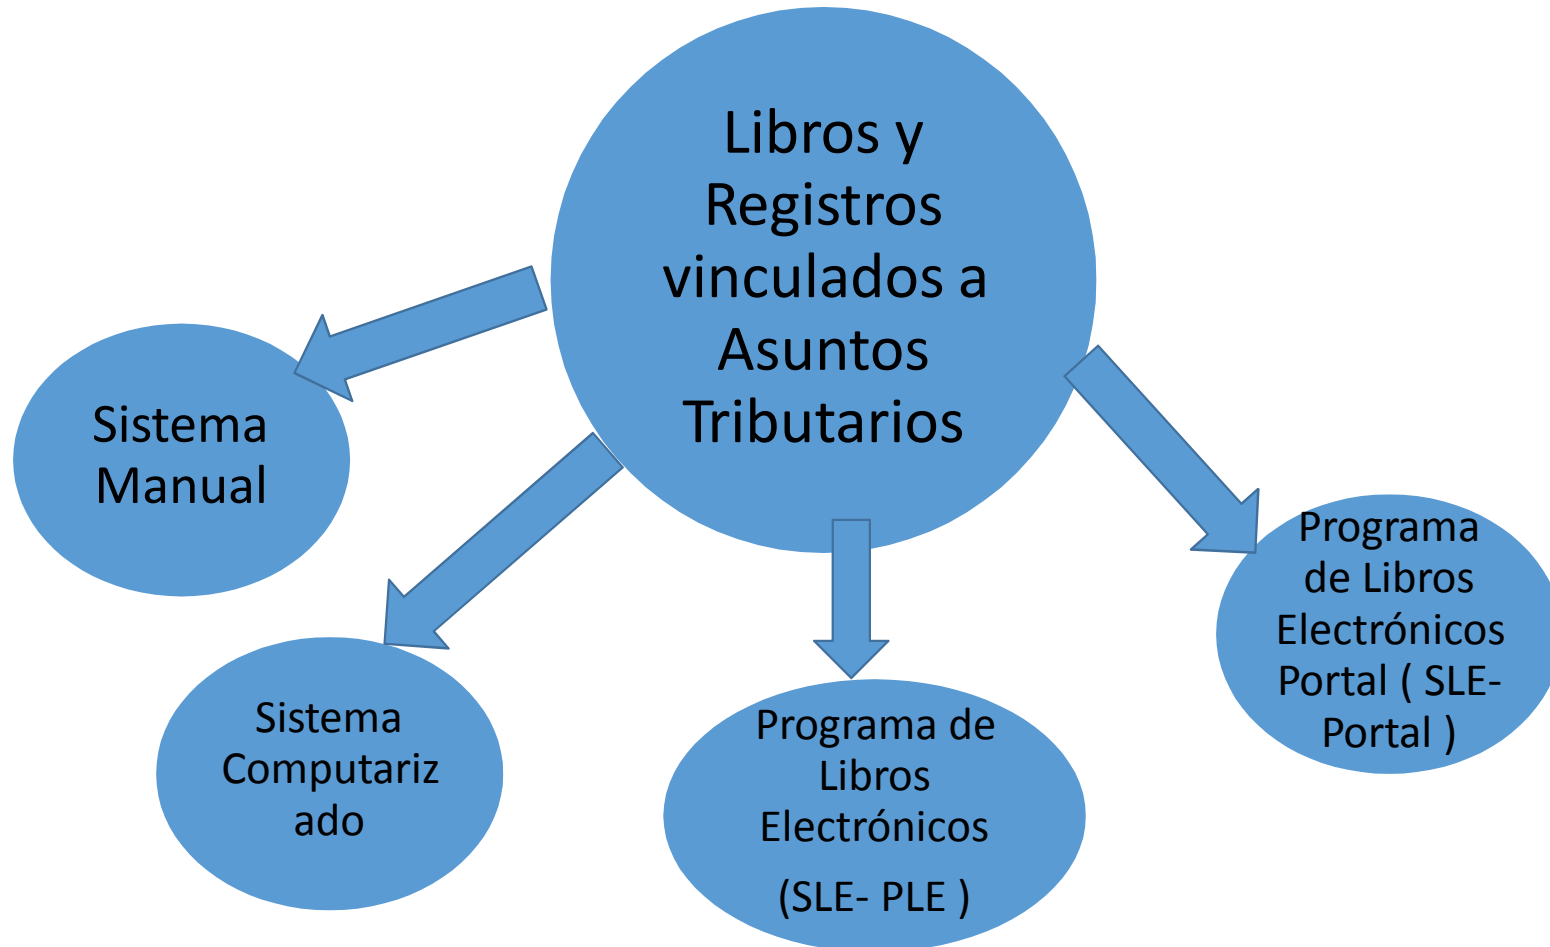 Libros y
Registros
vinculados a
Asuntos
Tributarios
Sistema
Manual
Sistema
Computariz
ado
Programa de
Libros
Electrónicos
(SLE- PLE )
Programa
de Libros
Electrónicos
Portal ( SLE-
Portal )